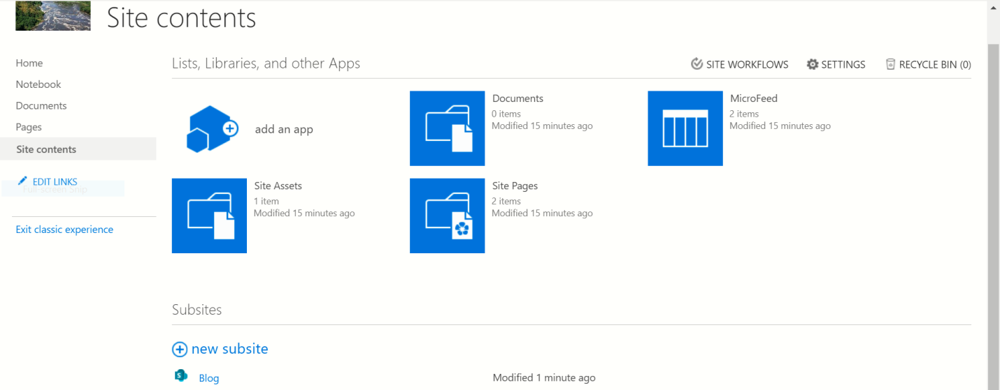 Site contents
Home
Notebook
Documents
Pages
Site contents
EDIT LINKS
Full-screen Snip
Exit classic experience
Lists, Libraries, and other Apps
SITE WORKFLOWS
SETTINGS
RECYCLE BIN (0)
add an app
Documents
0 items
Modified 15 minutes ago
MicroFeed
2 items
Modified 15 minutes ago
Site Assets
1 item
Modified 15 minutes ago
Site Pages
2 items
Modified 15 minutes ago
Subsites
new subsite
S
Blog
Modified 1 minute ago